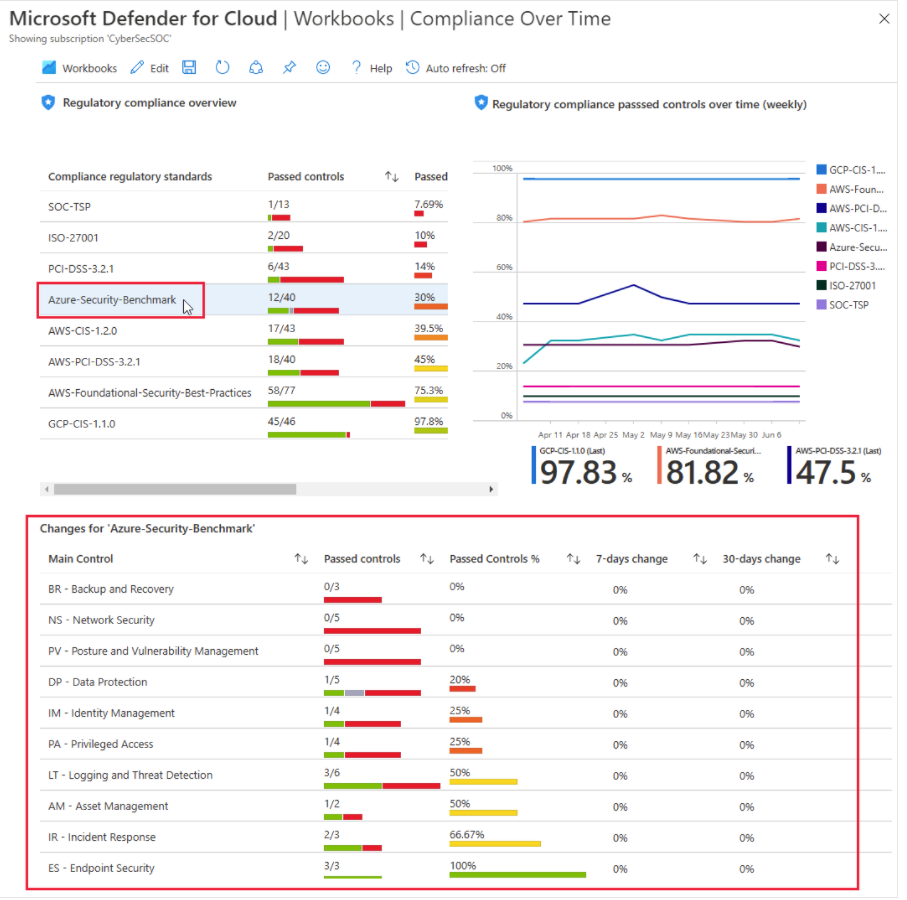 Microsoft Defender for Cloud | Workbooks | Compliance Over Time
Showing subscription 'CyberSecSOC'
Workbooks Edit ? Help Auto refresh: Off
Regulatory compliance overview
Compliance regulatory standards Passed controls ↑↓ Passed
SOC-TSP 1/13 7.69%
ISO-27001 2/20 10%
PCI-DSS-3.2.1 6/43 14%
Azure-Security-Benchmark 12/40 30%
AWS-CIS-1.2.0 17/43 39.5%
AWS-PCI-DSS-3.2.1 18/40 45%
AWS-Foundational-Security-Best-Practices 58/77 75.3%
GCP-CIS-1.1.0 45/46 97.8%
Regulatory compliance passsed controls over time (weekly)
100%
80%
60%
40%
20%
0%
Apr 11 Apr 18 Apr 25 May 2 May 9 May 16 May 23 May 30 Jun 6
GCP-CIS-1....
AWS-Foun...
AWS-PCI-D...
AWS-CIS-1....
Azure-Secu...
PCI-DSS-3....
ISO-27001
SOC-TSP
GCP-CIS-1.1.0 (Last)
97.83 %
AWS-Foundational-Securi...
81.82 %
AWS-PCI-DSS-3.2.1 (Last)
47.5 %
Changes for 'Azure-Security-Benchmark'
Main Control ↑↓ Passed controls ↑↓ Passed Controls % ↑↓ 7-days change ↑↓ 30-days change ↑↓
BR - Backup and Recovery 0/3 0% 0% 0%
NS - Network Security 0/5 0% 0% 0%
PV - Posture and Vulnerability Management 0/5 0% 0% 0%
DP - Data Protection 1/5 20% 0% 0%
IM - Identity Management 1/4 25% 0% 0%
PA - Privileged Access 1/4 25% 0% 0%
LT - Logging and Threat Detection 3/6 50% 0% 0%
AM - Asset Management 1/2 50% 0% 0%
IR - Incident Response 2/3 66.67% 0% 0%
ES - Endpoint Security 3/3 100% 0% 0%